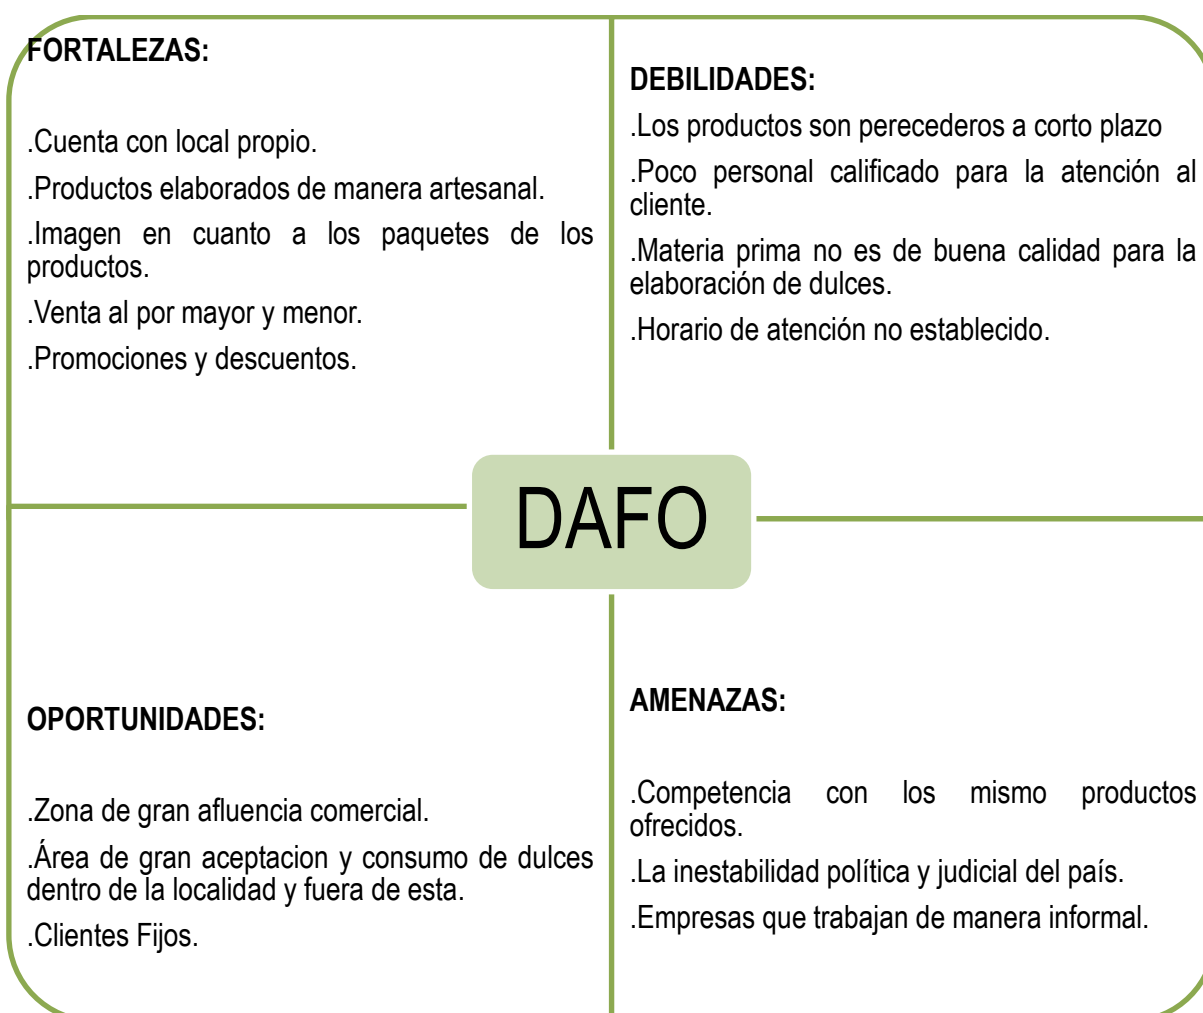 FORTALEZAS:
.Cuenta con local propio.
.Productos elaborados de manera artesanal.
.Imagen en cuanto a los paquetes de los
productos.
.Venta al por mayor y menor.
.Promociones y descuentos.
DEBILIDADES:
.Los productos son perecederos a corto plazo
.Poco personal calificado para la atención al
cliente.
.Materia prima no es de buena calidad para la
elaboración de dulces.
.Horario de atención no establecido.
DAFO
OPORTUNIDADES:
.Zona de gran afluencia comercial.
.Área de gran aceptacion y consumo de dulces
dentro de la localidad y fuera de esta.
.Clientes Fijos.
AMENAZAS:
.Competencia con los mismo productos
ofrecidos.
.La inestabilidad política y judicial del país.
.Empresas que trabajan de manera informal.